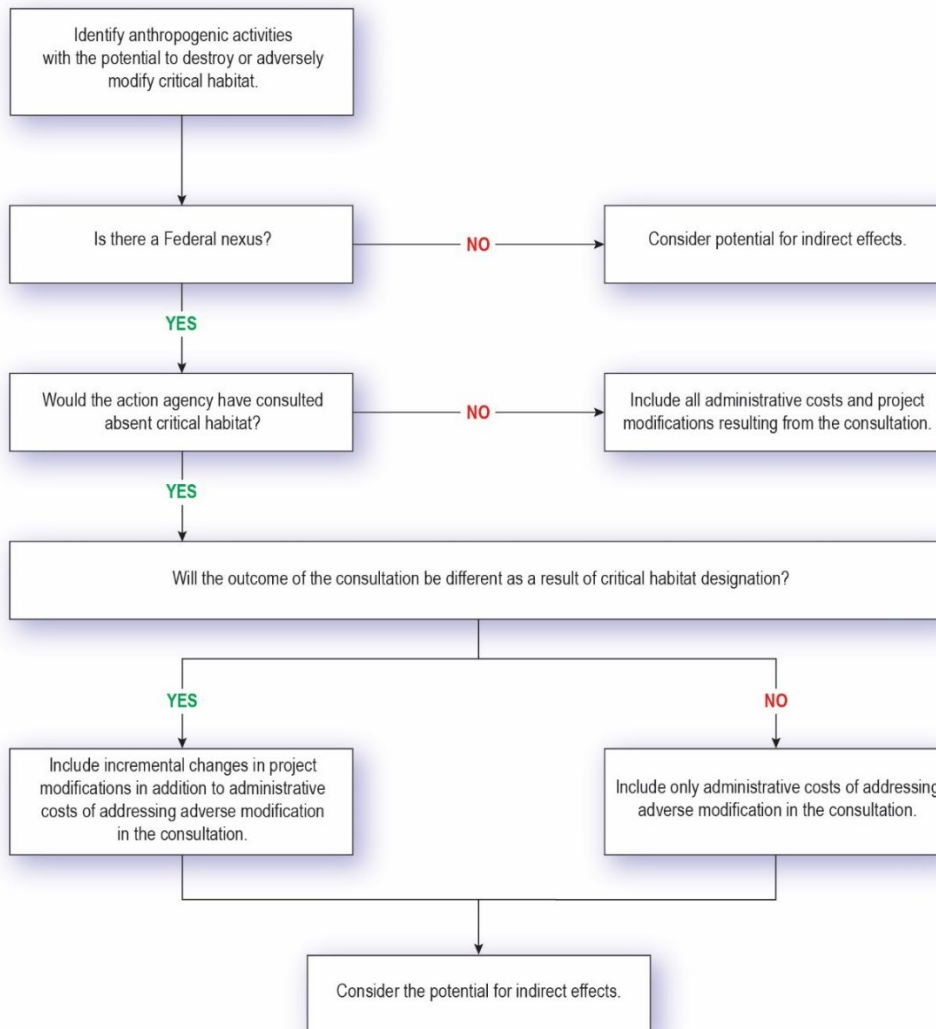 Identify anthropogenic activities
with the potential to destroy or adversely
modify critical habitat.
Is there a Federal nexus?
NO
Consider potential for indirect effects.
YES
Would the action agency have consulted
absent critical habitat?
NO
Include all administrative costs and project
modifications resulting from the consultation.
YES
Will the outcome of the consultation be different as a result of critical habitat designation?
YES
NO
Include incremental changes in project
modifications in addition to administrative
costs of addressing adverse modification
in the consultation.
Include only administrative costs of addressing
adverse modification in the consultation.
Consider the potential for indirect effects.